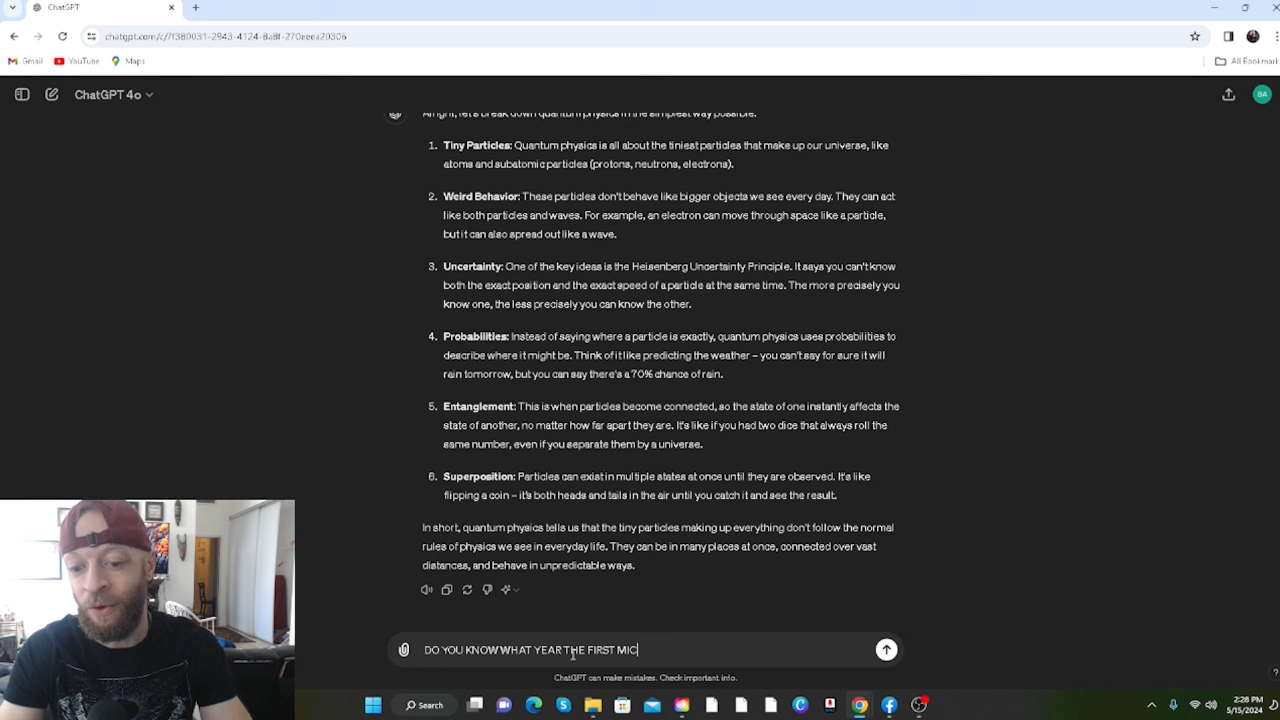 ChatGPT
chatgpt.com/c/7f380031-2943-4124-8a8f-270eeea20306
Gmail YouTube Maps All Bookmark
ChatGPT 4o BA
Alright, let's break down quantum physics in the simplest way possible:
1. Tiny Particles: Quantum physics is all about the tiniest particles that make up our universe, like
atoms and subatomic particles (protons, neutrons, electrons).
2. Weird Behavior: These particles don't behave like bigger objects we see every day. They can act
like both particles and waves. For example, an electron can move through space like a particle,
but it can also spread out like a wave.
3. Uncertainty: One of the key ideas is the Heisenberg Uncertainty Principle. It says you can't know
both the exact position and the exact speed of a particle at the same time. The more precisely you
know one, the less precisely you can know the other.
4. Probabilities: Instead of saying where a particle is exactly, quantum physics uses probabilities to
describe where it might be. Think of it like predicting the weather – you can't say for sure it will
rain tomorrow, but you can say there's a 70% chance of rain.
5. Entanglement: This is when particles become connected, so the state of one instantly affects the
state of another, no matter how far apart they are. It's like if you had two dice that always roll the
same number, even if you separate them by a universe.
6. Superposition: Particles can exist in multiple states at once until they are observed. It's like
flipping a coin – it's both heads and tails in the air until you catch it and see the result.
In short, quantum physics tells us that the tiny particles making up everything don't follow the normal
rules of physics we see in everyday life. They can be in many places at once, connected over vast
distances, and behave in unpredictable ways.
DO YOU KNOW WHAT YEAR THE FIRST MIC
ChatGPT can make mistakes. Check important info.
?
Search
2:28 PM
5/15/2024